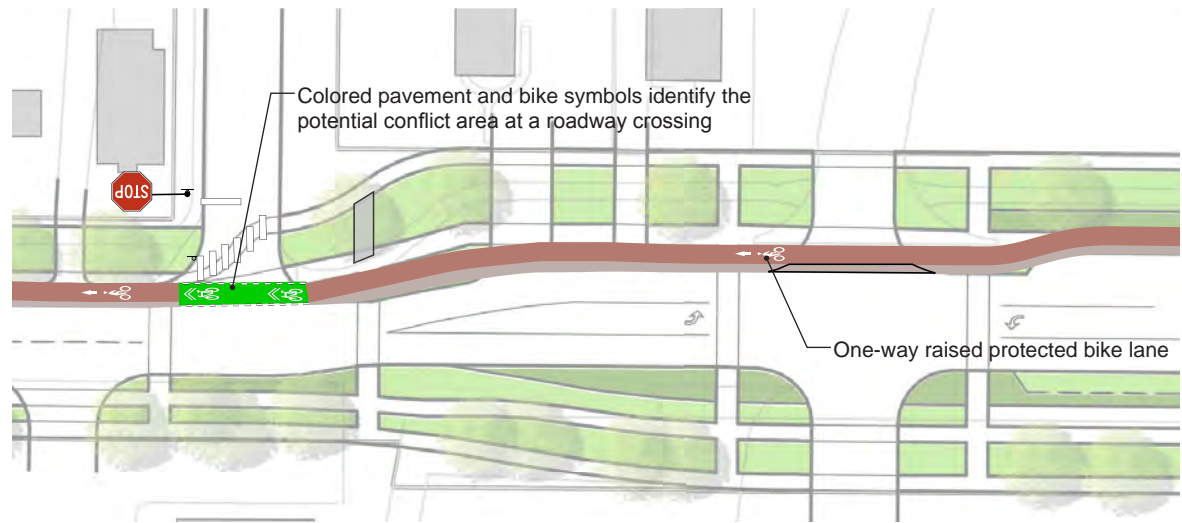 Colored pavement and bike symbols identify the
potential conflict area at a roadway crossing
STOP
One-way raised protected bike lane